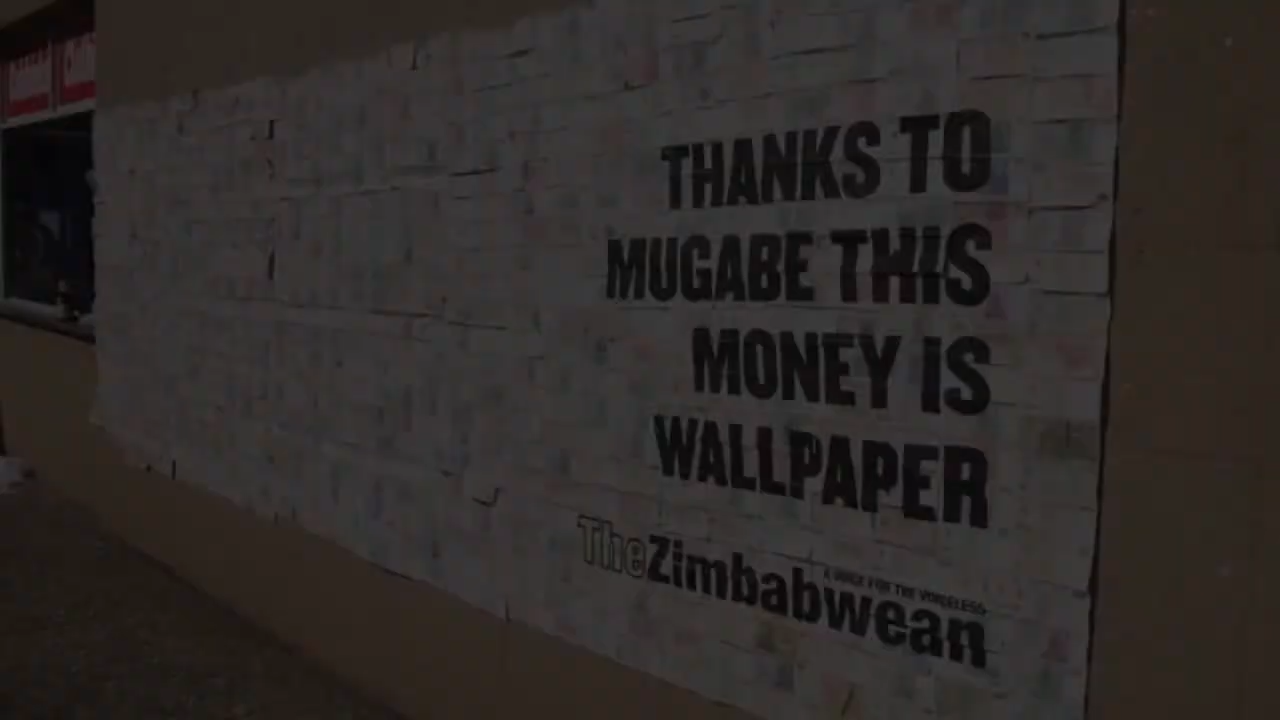 THANKS TO
MUGABE THIS
MONEY IS
WALLPAPER
A VOICE FOR THE VOICELESS
TheZimbabwean